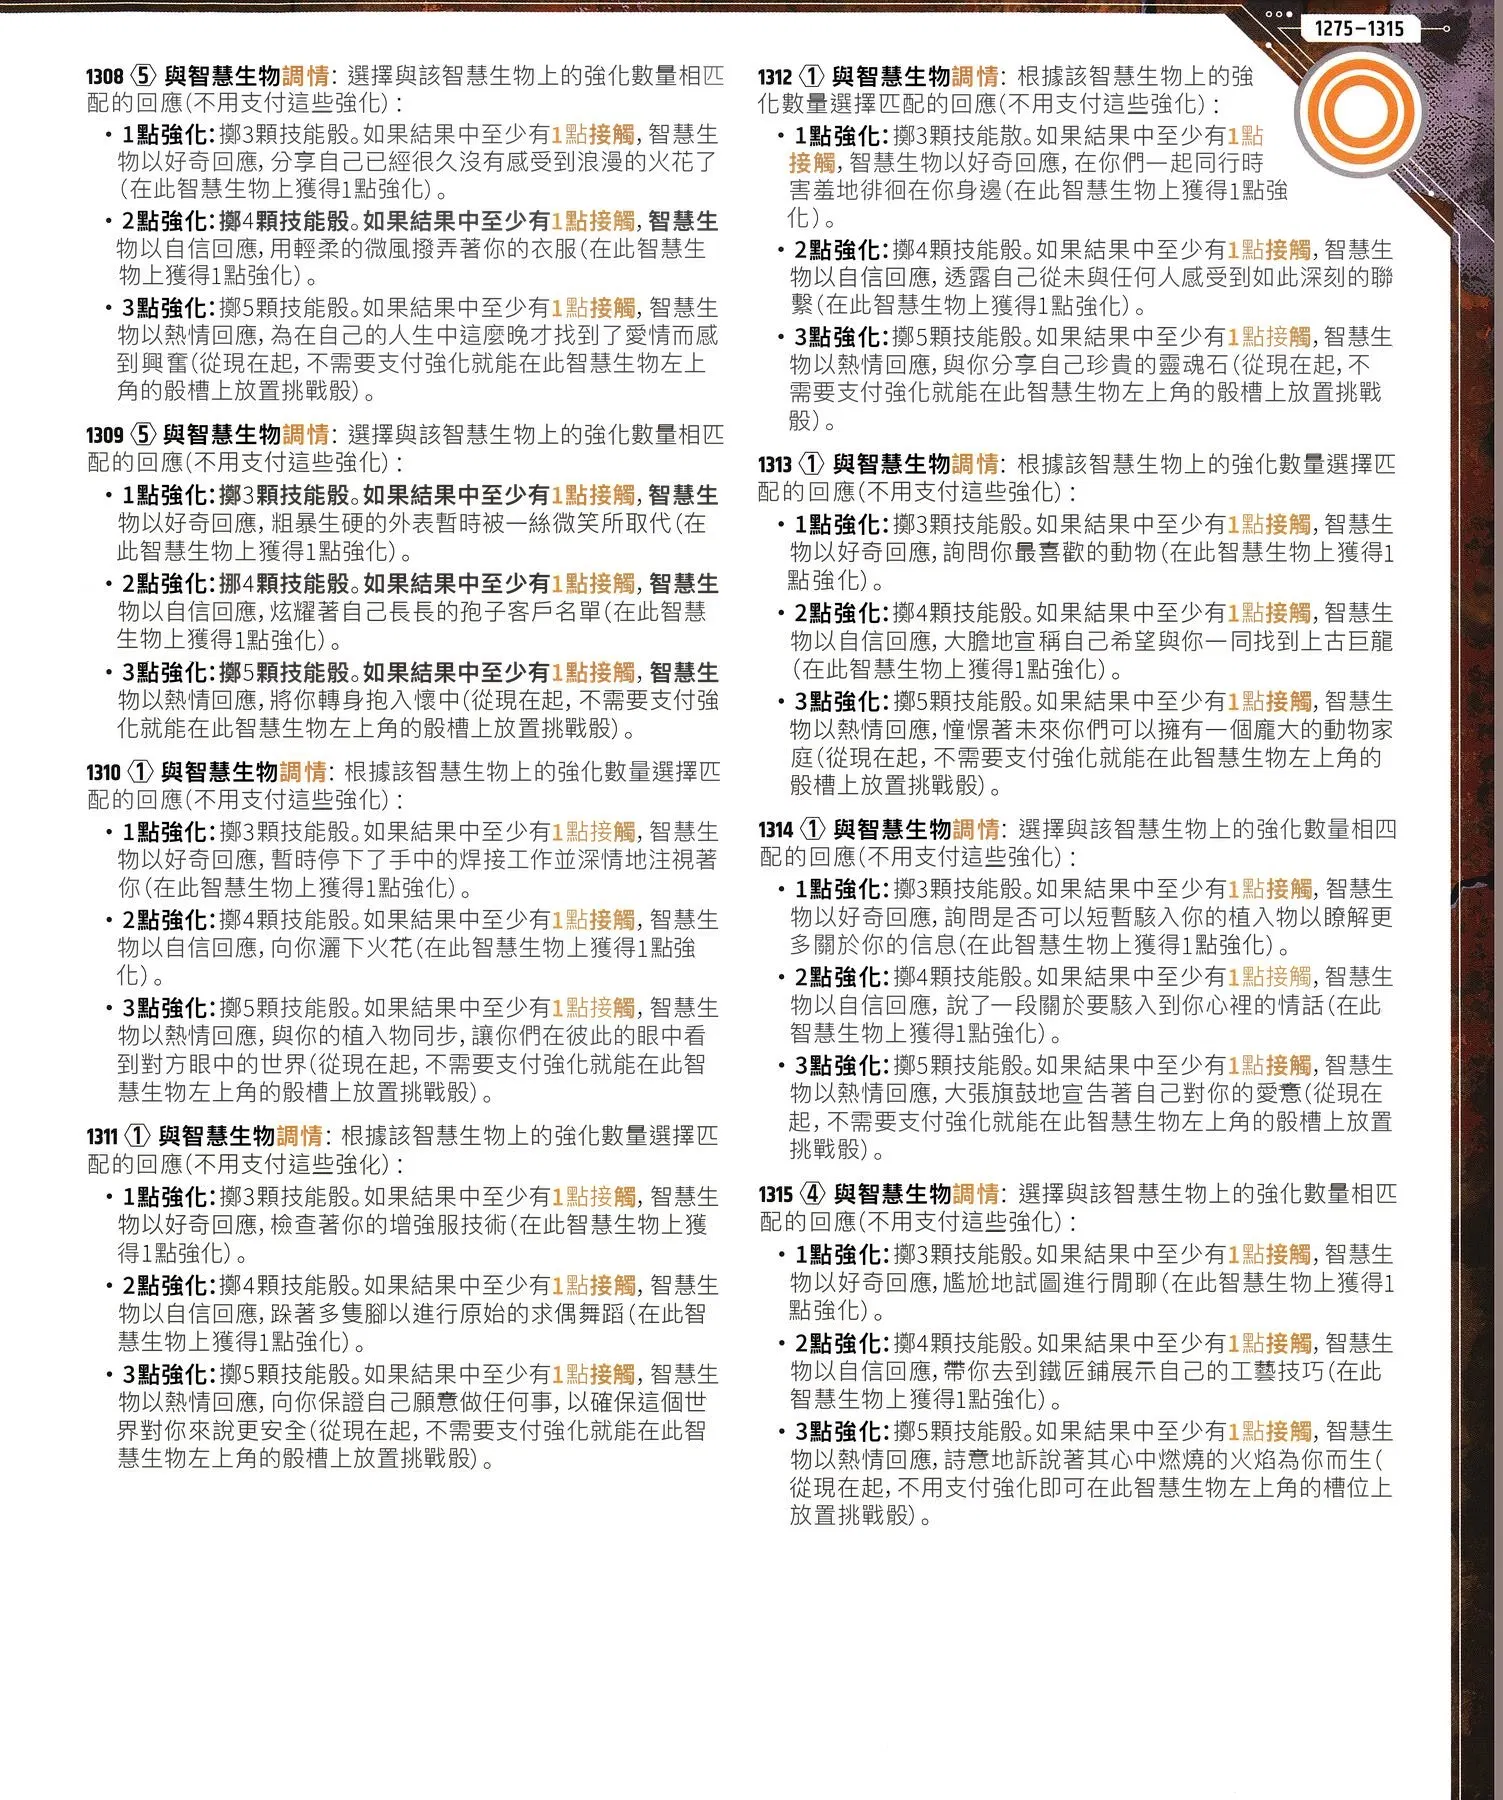 1275–1315
1308 5 與智慧生物調情：選擇與該智慧生物上的強化數量相匹
配的回應(不用支付這些強化)：
• 1點強化：擲3顆技能骰。如果結果中至少有1點接觸，智慧生
物以好奇回應，分享自己已經很久沒有感受到浪漫的火花了
(在此智慧生物上獲得1點強化)。
• 2點強化：擲4顆技能骰。如果結果中至少有1點接觸，智慧生
物以自信回應，用輕柔的微風撥弄著你的衣服(在此智慧生
物上獲得1點強化)。
• 3點強化：擲5顆技能骰。如果結果中至少有1點接觸，智慧生
物以熱情回應，為在自己的人生中這麼晚才找到了愛情而感
到興奮(從現在起，不需要支付強化就能在此智慧生物左上
角的骰槽上放置挑戰骰)。
1309 5 與智慧生物調情：選擇與該智慧生物上的強化數量相匹
配的回應(不用支付這些強化)：
• 1點強化：擲3顆技能骰。如果結果中至少有1點接觸，智慧生
物以好奇回應，粗暴生硬的外表暫時被一絲微笑所取代(在
此智慧生物上獲得1點強化)。
• 2點強化：挪4顆技能骰。如果結果中至少有1點接觸，智慧生
物以自信回應，炫耀著自己長長的孢子客戶名單(在此智慧
生物上獲得1點強化)。
• 3點強化：擲5顆技能骰。如果結果中至少有1點接觸，智慧生
物以熱情回應，將你轉身抱入懷中(從現在起，不需要支付強
化就能在此智慧生物左上角的骰槽上放置挑戰骰)。
1310 1 與智慧生物調情：根據該智慧生物上的強化數量選擇匹
配的回應(不用支付這些強化)：
• 1點強化：擲3顆技能骰。如果結果中至少有1點接觸，智慧生
物以好奇回應，暫時停下了手中的焊接工作並深情地注視著
你(在此智慧生物上獲得1點強化)。
• 2點強化：擲4顆技能骰。如果結果中至少有1點接觸，智慧生
物以自信回應，向你灑下火花(在此智慧生物上獲得1點強
化)。
• 3點強化：擲5顆技能骰。如果結果中至少有1點接觸，智慧生
物以熱情回應，與你的植入物同步，讓你們在彼此的眼中看
到對方眼中的世界(從現在起，不需要支付強化就能在此智
慧生物左上角的骰槽上放置挑戰骰)。
1311 1 與智慧生物調情：根據該智慧生物上的強化數量選擇匹
配的回應(不用支付這些強化)：
• 1點強化：擲3顆技能骰。如果結果中至少有1點接觸，智慧生
物以好奇回應，檢查著你的增強服技術(在此智慧生物上獲
得1點強化)。
• 2點強化：擲4顆技能骰。如果結果中至少有1點接觸，智慧生
物以自信回應，跺著多隻腳以進行原始的求偶舞蹈(在此智
慧生物上獲得1點強化)。
• 3點強化：擲5顆技能骰。如果結果中至少有1點接觸，智慧生
物以熱情回應，向你保證自己願意做任何事，以確保這個世
界對你來說更安全(從現在起，不需要支付強化就能在此智
慧生物左上角的骰槽上放置挑戰骰)。
1312 1 與智慧生物調情：根據該智慧生物上的強
化數量選擇匹配的回應(不用支付這些強化)：
• 1點強化：擲3顆技能散。如果結果中至少有1點
接觸，智慧生物以好奇回應，在你們一起同行時
害羞地徘徊在你身邊(在此智慧生物上獲得1點強
化)。
• 2點強化：擲4顆技能骰。如果結果中至少有1點接觸，智慧生
物以自信回應，透露自己從未與任何人感受到如此深刻的聯
繫(在此智慧生物上獲得1點強化)。
• 3點強化：擲5顆技能骰。如果結果中至少有1點接觸，智慧生
物以熱情回應，與你分享自己珍貴的靈魂石(從現在起，不
需要支付強化就能在此智慧生物左上角的骰槽上放置挑戰
骰)。
1313 1 與智慧生物調情：根據該智慧生物上的強化數量選擇匹
配的回應(不用支付這些強化)：
• 1點強化：擲3顆技能骰。如果結果中至少有1點接觸，智慧生
物以好奇回應，詢問你最喜歡的動物(在此智慧生物上獲得1
點強化)。
• 2點強化：擲4顆技能骰。如果結果中至少有1點接觸，智慧生
物以自信回應，大膽地宣稱自己希望與你一同找到上古巨龍
(在此智慧生物上獲得1點強化)。
• 3點強化：擲5顆技能骰。如果結果中至少有1點接觸，智慧生
物以熱情回應，憧憬著未來你們可以擁有一個龐大的動物家
庭(從現在起，不需要支付強化就能在此智慧生物左上角的
骰槽上放置挑戰骰)。
1314 1 與智慧生物調情：選擇與該智慧生物上的強化數量相四
配的回應(不用支付這些強化)：
• 1點強化：擲3顆技能骰。如果結果中至少有1點接觸，智慧生
物以好奇回應，詢問是否可以短暫駭入你的植入物以瞭解更
多關於你的信息(在此智慧生物上獲得1點強化)。
• 2點強化：擲4顆技能骰。如果結果中至少有1點接觸，智慧生
物以自信回應，說了一段關於要駭入到你心裡的情話(在此
智慧生物上獲得1點強化)。
• 3點強化：擲5顆技能骰。如果結果中至少有1點接觸，智慧生
物以熱情回應，大張旗鼓地宣告著自己對你的愛意(從現在
起，不需要支付強化就能在此智慧生物左上角的骰槽上放置
挑戰骰)。
1315 4 與智慧生物調情：選擇與該智慧生物上的強化數量相匹
配的回應(不用支付這些強化)：
• 1點強化：擲3顆技能骰。如果結果中至少有1點接觸，智慧生
物以好奇回應，尷尬地試圖進行閒聊(在此智慧生物上獲得1
點強化)。
• 2點強化：擲4顆技能骰。如果結果中至少有1點接觸，智慧生
物以自信回應，帶你去到鐵匠鋪展示自己的工藝技巧(在此
智慧生物上獲得1點強化)。
• 3點強化：擲5顆技能骰。如果結果中至少有1點接觸，智慧生
物以熱情回應，詩意地訴說著其心中燃燒的火焰為你而生(
從現在起，不用支付強化即可在此智慧生物左上角的槽位上
放置挑戰骰)。